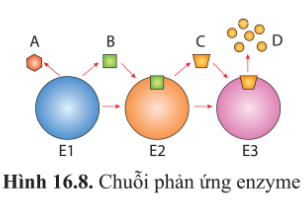 A B C D
E1 E2 E3
Hình 16.8. Chuỗi phản ứng enzyme